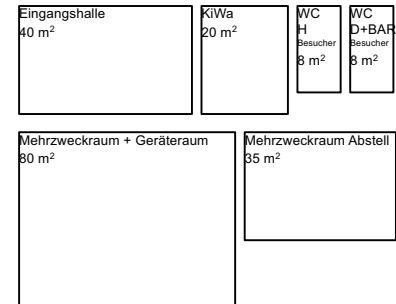 Eingangshalle
40 m²
KiWa
20 m²
WC
H
Besucher
8 m²
WC
D+BAR
Besucher
8 m²
Mehrzweckraum + Geräteraum
80 m²
Mehrzweckraum Abstell
35 m²